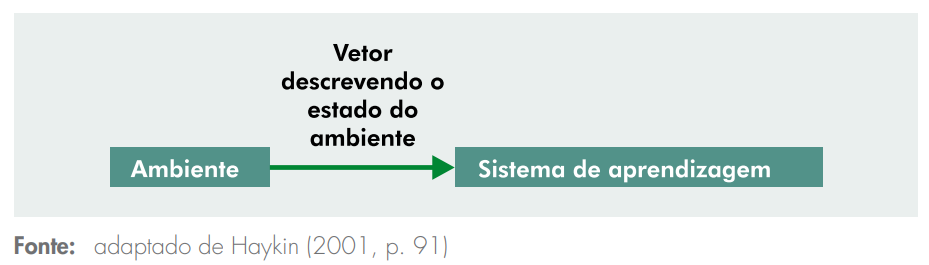 Vetor
descrevendo o
estado do
ambiente
Ambiente
Sistema de aprendizagem
Fonte: adaptado de Haykin (2001, p. 91)